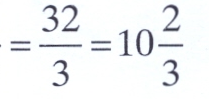 = 32/3 = 10 2/3